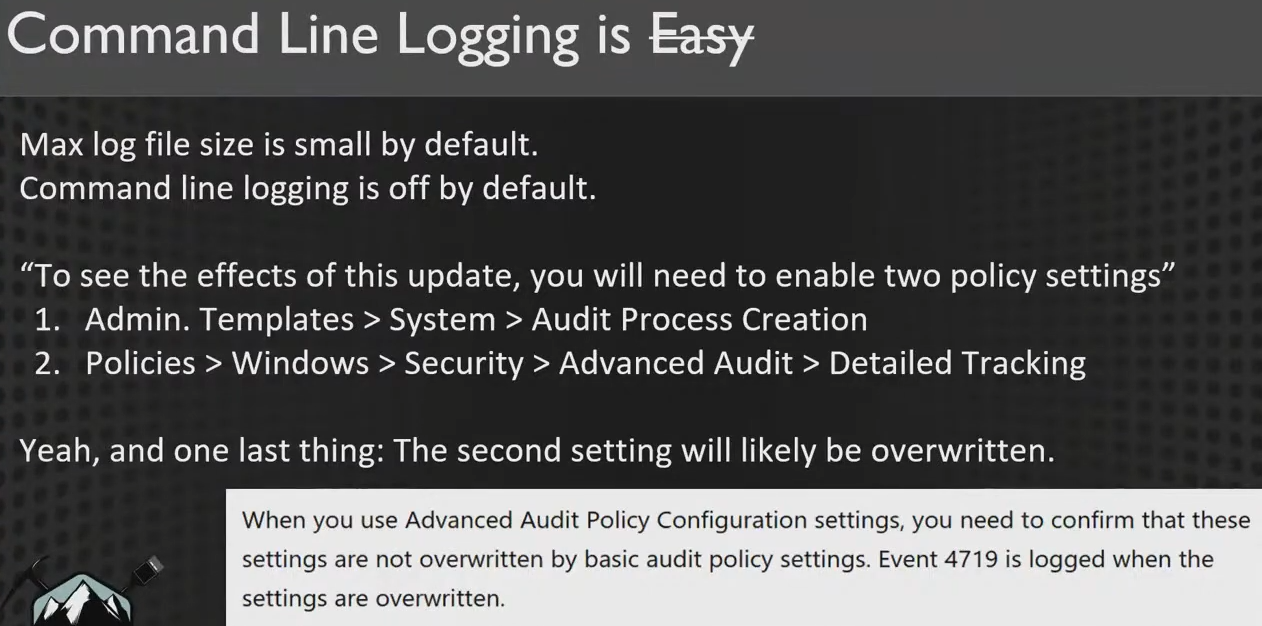 Command Line Logging is Easy
Max log file size is small by default.
Command line logging is off by default.
“To see the effects of this update, you will need to enable two policy settings”
1. Admin. Templates > System > Audit Process Creation
2. Policies > Windows > Security > Advanced Audit > Detailed Tracking
Yeah, and one last thing: The second setting will likely be overwritten.
When you use Advanced Audit Policy Configuration settings, you need to confirm that these
settings are not overwritten by basic audit policy settings. Event 4719 is logged when the
settings are overwritten.